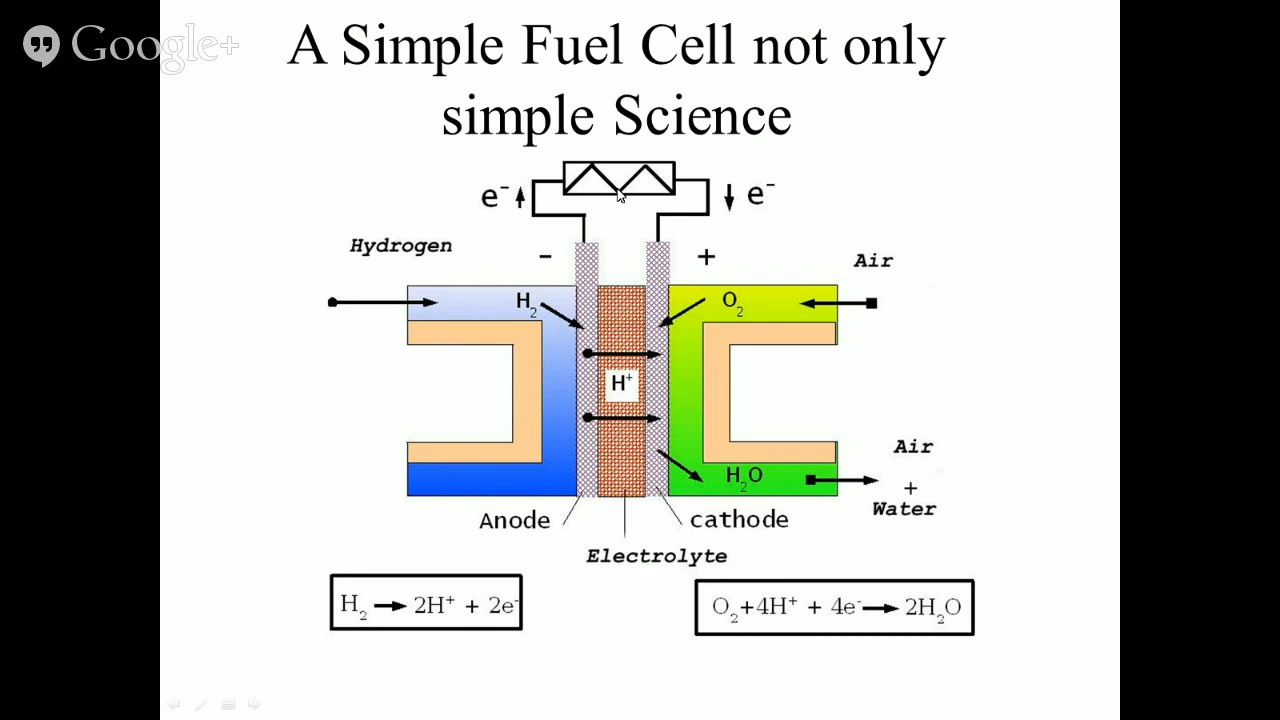 Google+
A Simple Fuel Cell not only
simple Science
e⁻
e⁻
Hydrogen
-
+
Air
H₂
O₂
H⁺
H₂O
Air
+
Water
Anode
cathode
Electrolyte
H₂ → 2H⁺ + 2e⁻
O₂+4H⁺ + 4e⁻→ 2H₂O